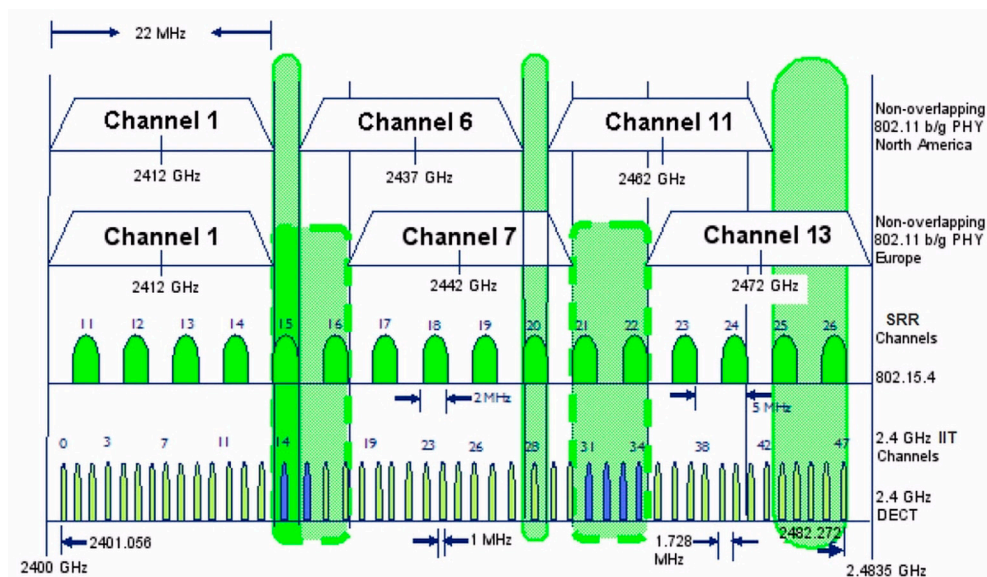 22 MHz
Channel 1
Channel 6
Channel 11
Non-overlapping
802.11 b/g PHY
North America
2412 GHz
2437 GHz
2462 GHz
Channel 1
Channel 7
Channel 13
Non-overlapping
802.11 b/g PHY
Europe
2412 GHz
2442 GHz
2472 GHz
11 12 13 14 15 16 17 18 19 20 21 22 23 24 25 26
SRR
Channels
802.15.4
2 MHz
5 MHz
0 3 7 11 14 19 23 26 28 31 34 38 42 47
2.4 GHz IIT
Channels
2.4 GHz
DECT
2401.056
1 MHz
1.728
MHz
2482.272
2400 GHz
2.4835 GHz